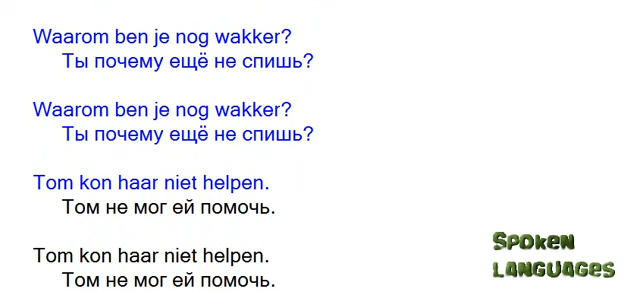 Waarom ben je nog wakker?
Ты почему ещё не спишь?
Waarom ben je nog wakker?
Ты почему ещё не спишь?
Tom kon haar niet helpen.
Том не мог ей помочь.
Tom kon haar niet helpen.
Том не мог ей помочь.
Spoken
Languages